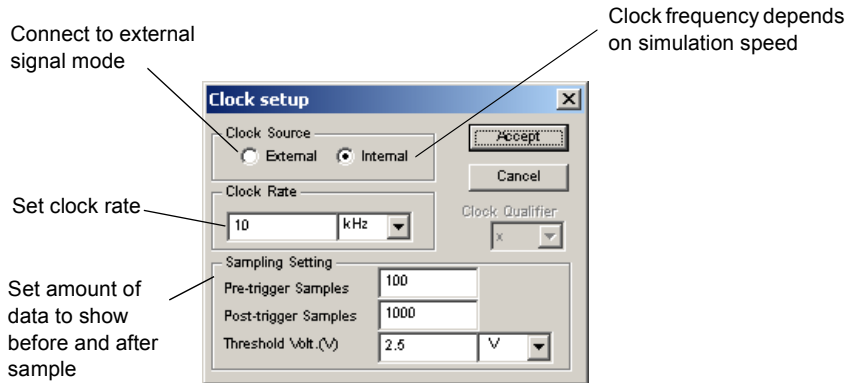 Connect to external
signal mode
Clock frequency depends
on simulation speed
Clock setup
Clock Source
External
Internal
Accept
Cancel
Set clock rate
Clock Rate
10 kHz
Clock Qualifier
x
Set amount of
data to show
before and after
sample
Sampling Setting
Pre-trigger Samples 100
Post-trigger Samples 1000
Threshold Volt.(V) 2.5 V